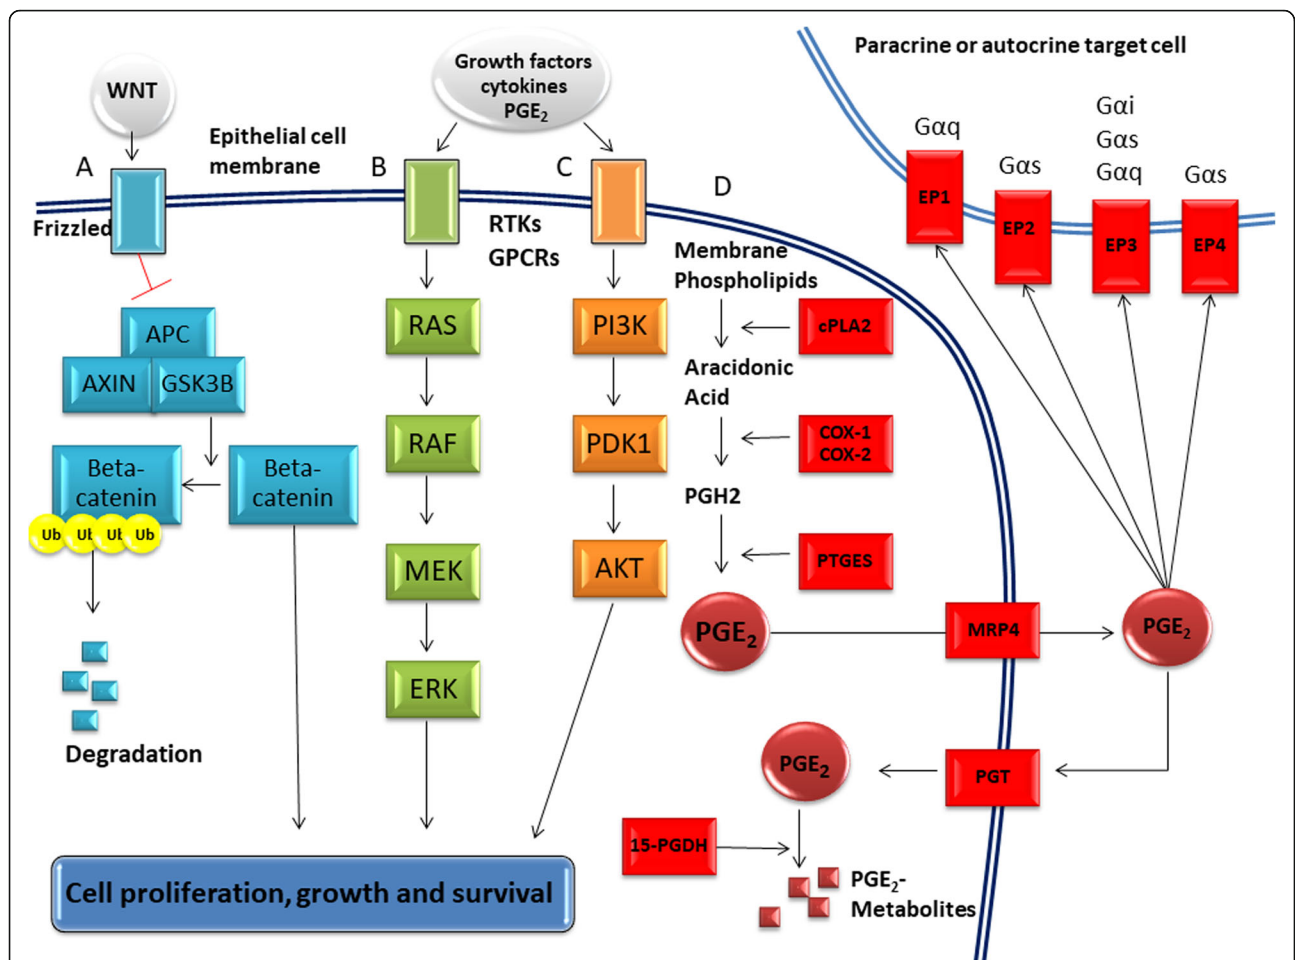 Paracrine or autocrine target cell
WNT
Growth factors
cytokines
PGE2
Epithelial cell
membrane
A
B
C
D
Frizzled
RTKs
GPCRs
Gαq
Gαs
Gαi
Gαs
Gαq
Gαs
EP1
EP2
EP3
EP4
APC
AXIN
GSK3B
Beta-
catenin
Beta-
catenin
Ub
Ub
Ub
Ub
Degradation
RAS
RAF
MEK
ERK
PI3K
PDK1
AKT
Membrane
Phospholipids
cPLA2
Aracidonic
Acid
COX-1
COX-2
PGH2
PTGES
PGE2
MRP4
PGE2
PGT
PGE2
15-PGDH
PGE2-
Metabolites
Cell proliferation, growth and survival